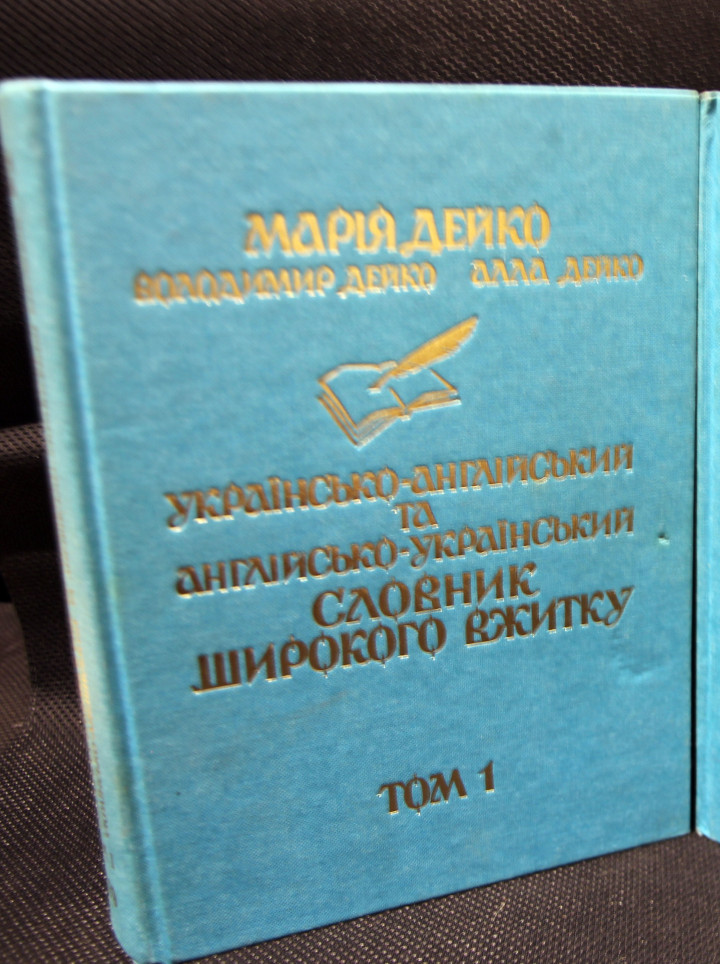 МАРІЯ ДЕЙКО
ВОЛОДИМИР ДЕЙКО АЛЛА ДЕЙКО
УКРАЇНСЬКО-АНГЛІЙСЬКИЙ
ТА
АНГЛІЙСЬКО-УКРАЇНСЬКИЙ
СЛОВНИК
ШИРОКОГО ВЖИТКУ
ТОМ 1